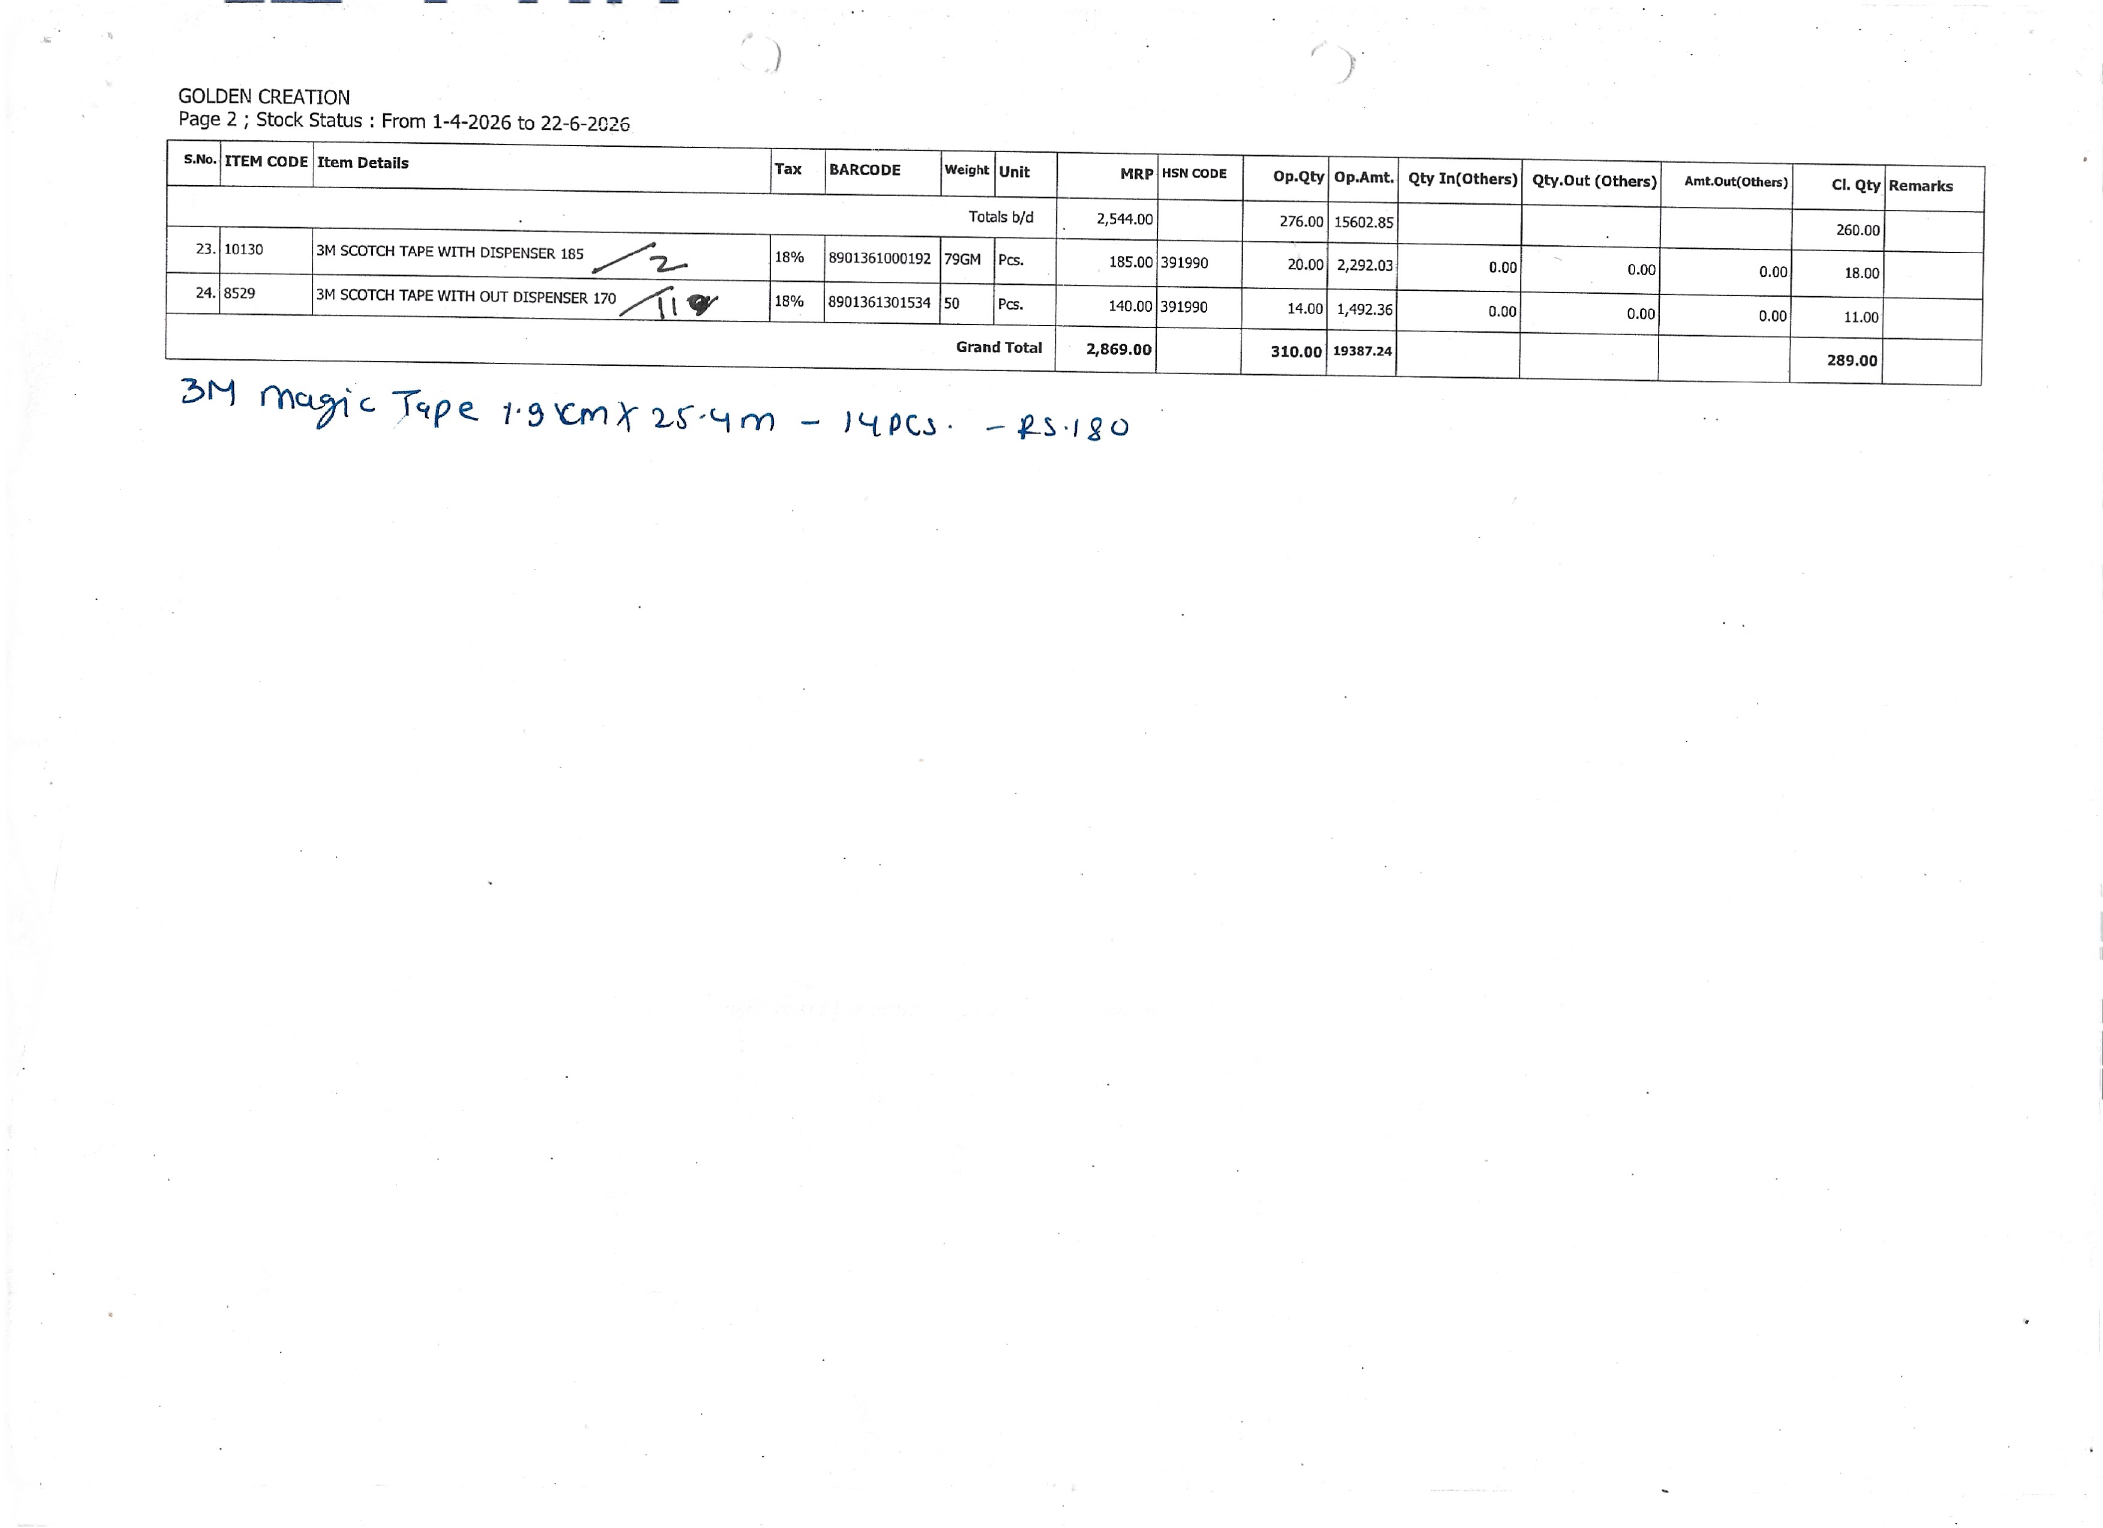 GOLDEN CREATION
Page 2 ; Stock Status : From 1-4-2026 to 22-6-2026
S.No. ITEM CODE Item Details Tax BARCODE Weight Unit MRP HSN CODE Op.Qty Op.Amt. Qty In(Others) Qty.Out (Others) Amt.Out(Others) Cl. Qty Remarks
Totals b/d 2,544.00 276.00 15602.85 260.00
23. 10130 3M SCOTCH TAPE WITH DISPENSER 185 2 18% 8901361000192 79GM Pcs. 185.00 391990 20.00 2,292.03 0.00 0.00 0.00 18.00
24. 8529 3M SCOTCH TAPE WITH OUT DISPENSER 170 11 18% 8901361301534 50 Pcs. 140.00 391990 14.00 1,492.36 0.00 0.00 0.00 11.00
Grand Total 2,869.00 310.00 19387.24 289.00
3M magic Tape 1.9 cm X 25.4m - 14 pcs. - RS.180